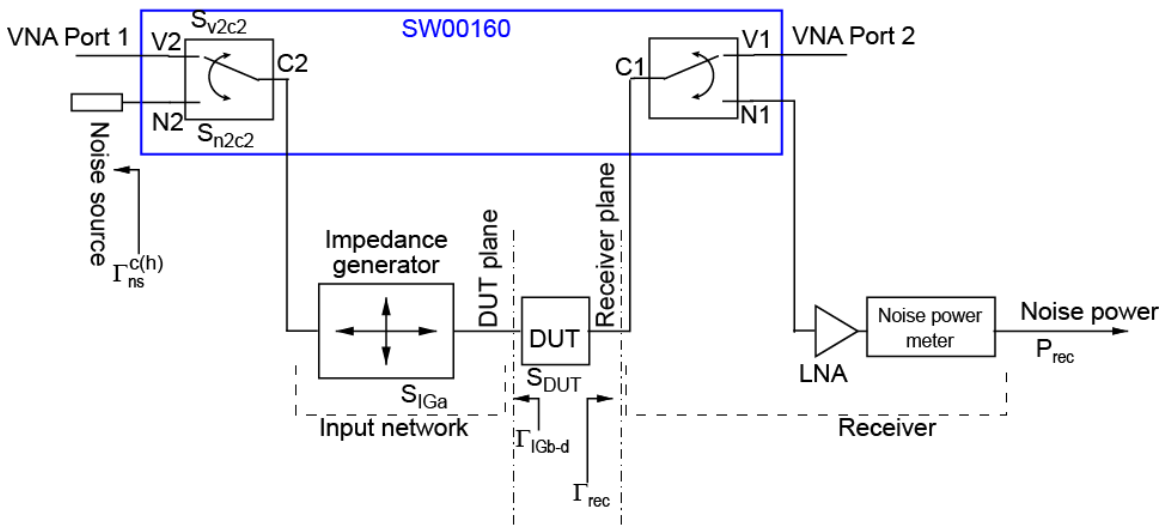 S_v2c2
SW00160
VNA Port 1
V2
C2
N2
S_n2c2
C1
V1
N1
VNA Port 2
Noise source
Γ_ns^c(h)
Impedance
generator
S_IGa
Input network
DUT plane
DUT
S_DUT
Γ_IGb-d
Receiver plane
Γ_rec
LNA
Noise power
meter
Noise power
P_rec
Receiver